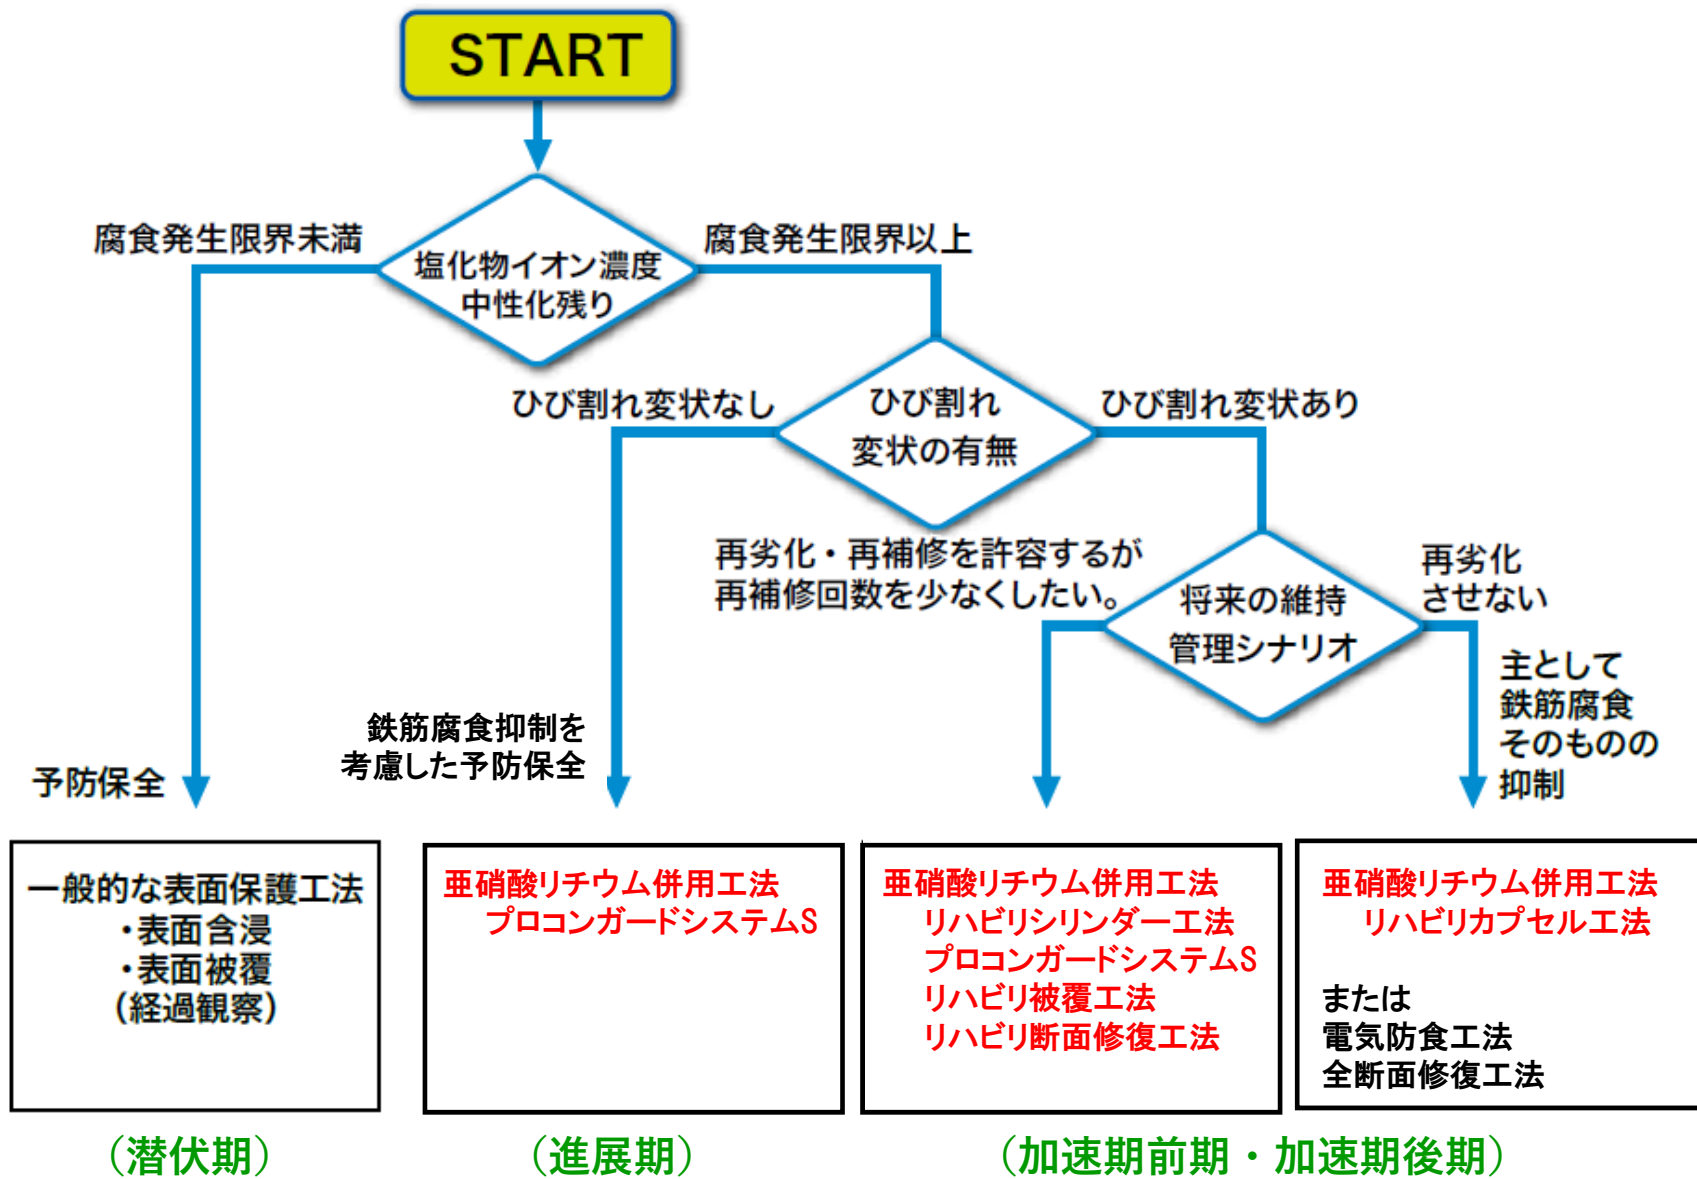 START
腐食発生限界未満
腐食発生限界以上
塩化物イオン濃度
中性化残り
ひび割れ変状なし
ひび割れ
変状の有無
ひび割れ変状あり
再劣化・再補修を許容するが
再補修回数を少なくしたい。
将来の維持
管理シナリオ
再劣化
させない
主として
鉄筋腐食
そのものの
抑制
鉄筋腐食抑制を
考慮した予防保全
予防保全
一般的な表面保護工法
・表面含浸
・表面被覆
(経過観察)
亜硝酸リチウム併用工法
プロコンガードシステムS
亜硝酸リチウム併用工法
リハビリシリンダー工法
プロコンガードシステムS
リハビリ被覆工法
リハビリ断面修復工法
亜硝酸リチウム併用工法
リハビリカプセル工法
または
電気防食工法
全断面修復工法
（潜伏期）
（進展期）
（加速期前期・加速期後期）